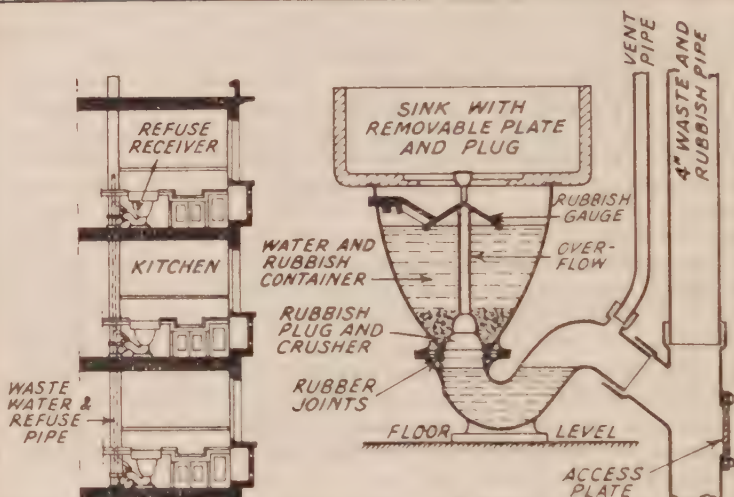 REFUSE
RECEIVER
KITCHEN
WASTE
WATER &
REFUSE
PIPE
SINK WITH
REMOVABLE PLATE
AND PLUG
RUBBISH
GAUGE
WATER AND
RUBBISH
CONTAINER
OVER-
FLOW
RUBBISH
PLUG AND
CRUSHER
RUBBER
JOINTS
FLOOR LEVEL
VENT
PIPE
4" WASTE AND
RUBBISH PIPE
ACCESS
PLATE